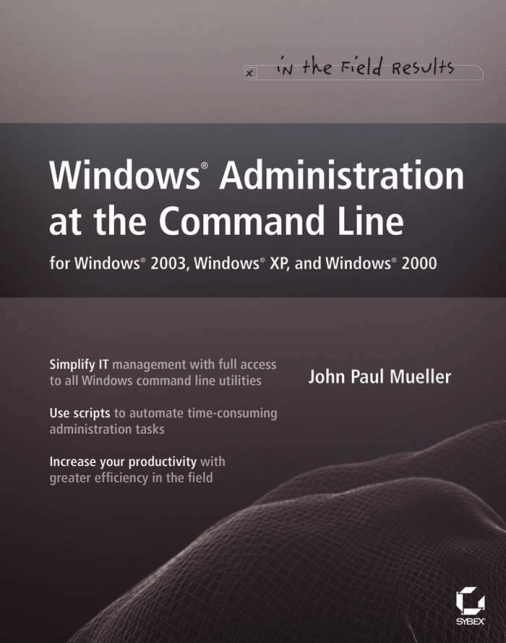 x in the Field Results
Windows® Administration
at the Command Line
for Windows® 2003, Windows® XP, and Windows® 2000
Simplify IT management with full access
to all Windows command line utilities
John Paul Mueller
Use scripts to automate time-consuming
administration tasks
Increase your productivity with
greater efficiency in the field
SYBEX®